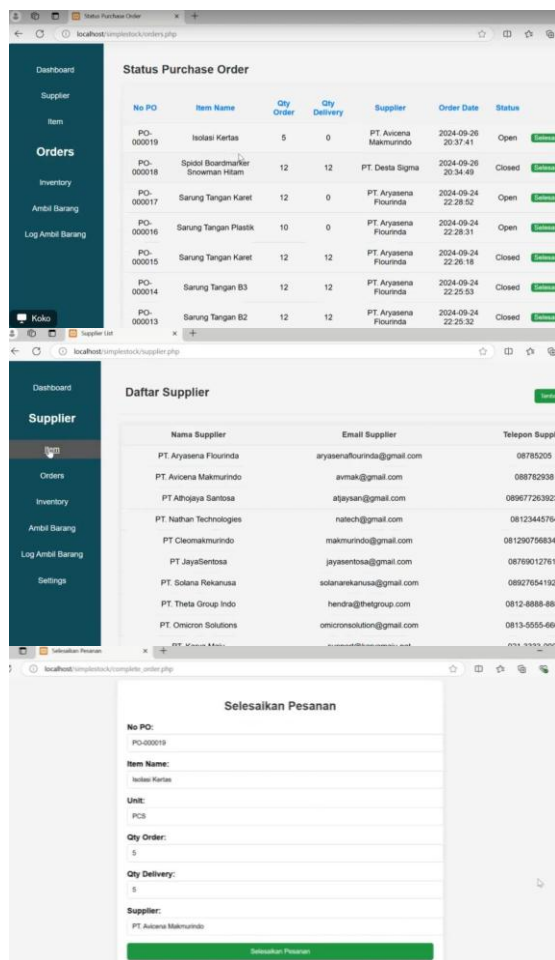 Status Purchase Order
localhost/simplestock/orders.php
Dashboard
Supplier
Item
Orders
Inventory
Ambil Barang
Log Ambil Barang
Koko
Status Purchase Order
No PO Item Name Qty Order Qty Delivery Supplier Order Date Status
PO-000019 Isolasi Kertas 5 0 PT. Avicena Makmurindo 2024-09-26 20:37:41 Open
PO-000018 Spidol Boardmarker Snowman Hitam 12 12 PT. Desta Sigma 2024-09-26 20:34:49 Closed
PO-000017 Sarung Tangan Karet 12 0 PT. Aryasena Flourinda 2024-09-24 22:28:52 Open
PO-000016 Sarung Tangan Plastik 10 0 PT. Aryasena Flourinda 2024-09-24 22:28:31 Open
PO-000015 Sarung Tangan Karet 12 12 PT. Aryasena Flourinda 2024-09-24 22:26:18 Closed
PO-000014 Sarung Tangan B3 12 12 PT. Aryasena Flourinda 2024-09-24 22:25:53 Closed
PO-000013 Sarung Tangan B2 12 12 PT. Aryasena Flourinda 2024-09-24 22:25:32 Closed
Supplier List
localhost/simplestock/supplier.php
Dashboard
Supplier
Item
Orders
Inventory
Ambil Barang
Log Ambil Barang
Settings
Daftar Supplier
Nama Supplier Email Supplier Telepon Suppl
PT. Aryasena Flourinda aryasenaflourinda@gmail.com 08785205
PT. Avicena Makmurindo avmak@gmail.com 088782938
PT Athojaya Santosa atjaysan@gmail.com 08967726392
PT. Nathan Technologies natech@gmail.com 0812344576
PT Cleomakmurindo makmurindo@gmail.com 081290756834
PT JayaSentosa jayasentosa@gmail.com 08769012761
PT. Solana Rekanusa solanarekanusa@gmail.com 08927654192
PT. Theta Group Indo hendra@thetgroup.com 0812-8888-88
PT. Omicron Solutions omicronsolution@gmail.com 0813-5555-66
Selesaikan Pesanan
localhost/simplestock/complete_order.php
Selesaikan Pesanan
No PO:
PO-000019
Item Name:
Isolasi Kertas
Unit:
PCS
Qty Order:
5
Qty Delivery:
5
Supplier:
PT. Avicena Makmurindo
Selesaikan Pesanan